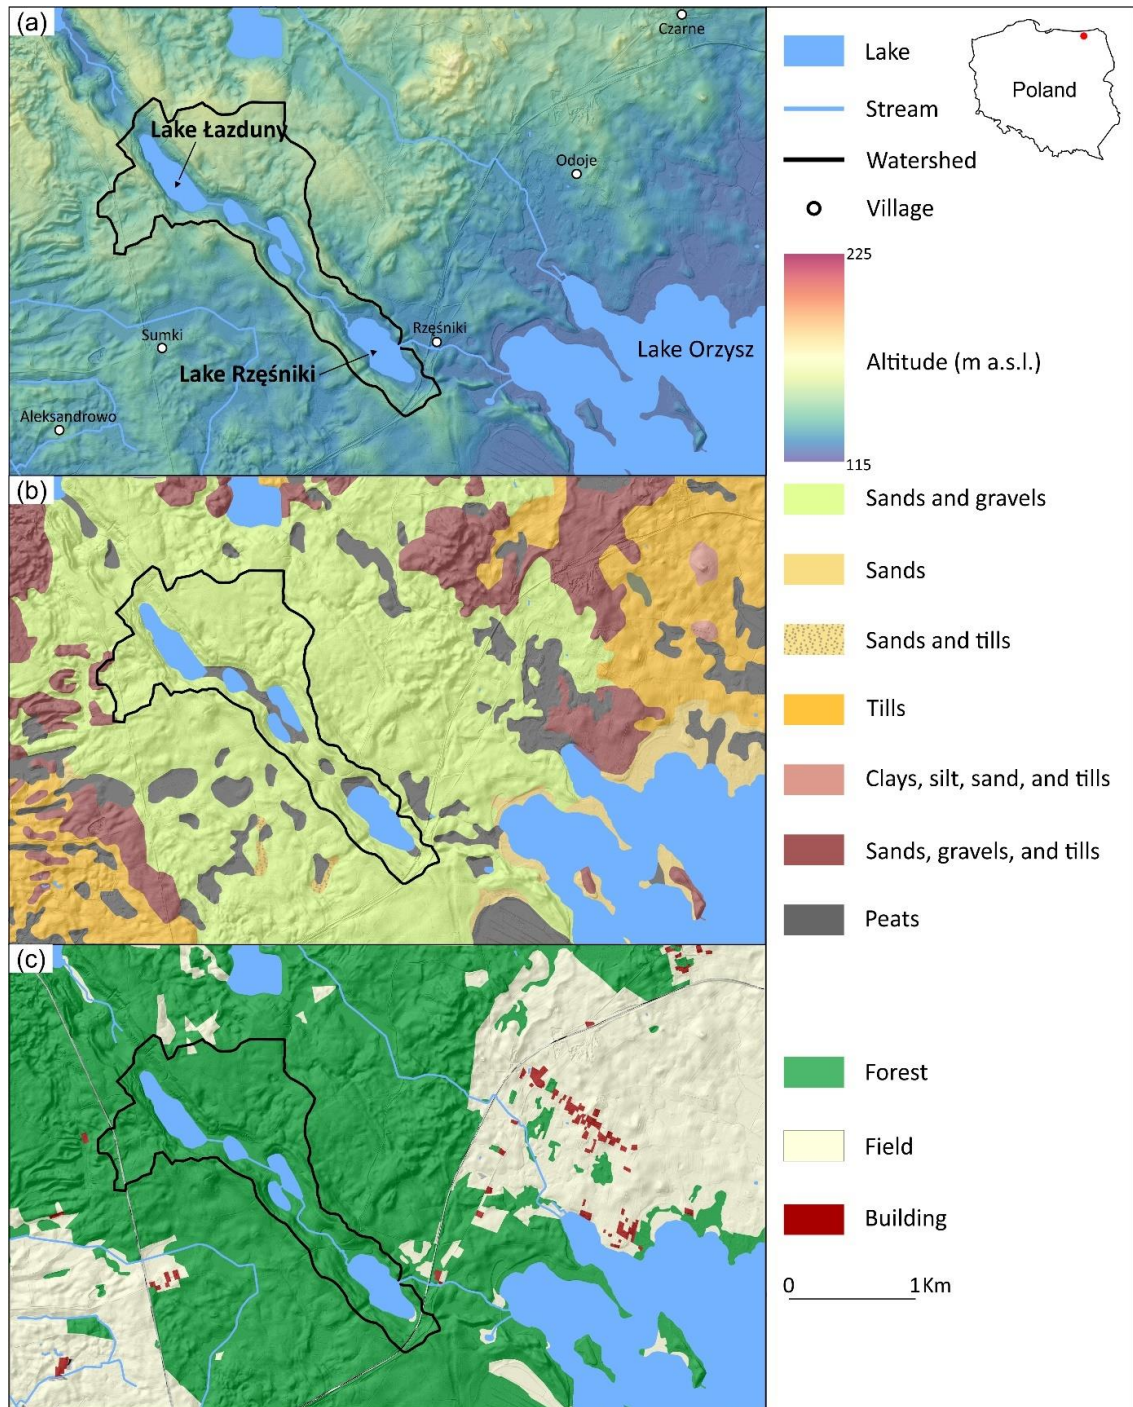 (a)
Czarne
Lake Łazduny
Odoje
Rzęśniki
Sumki
Lake Orzysz
Lake Rzęśniki
Aleksandrowo
(b)
(c)
Lake
Poland
Stream
Watershed
Village
225
Altitude (m a.s.l.)
115
Sands and gravels
Sands
Sands and tills
Tills
Clays, silt, sand, and tills
Sands, gravels, and tills
Peats
Forest
Field
Building
0 1Km